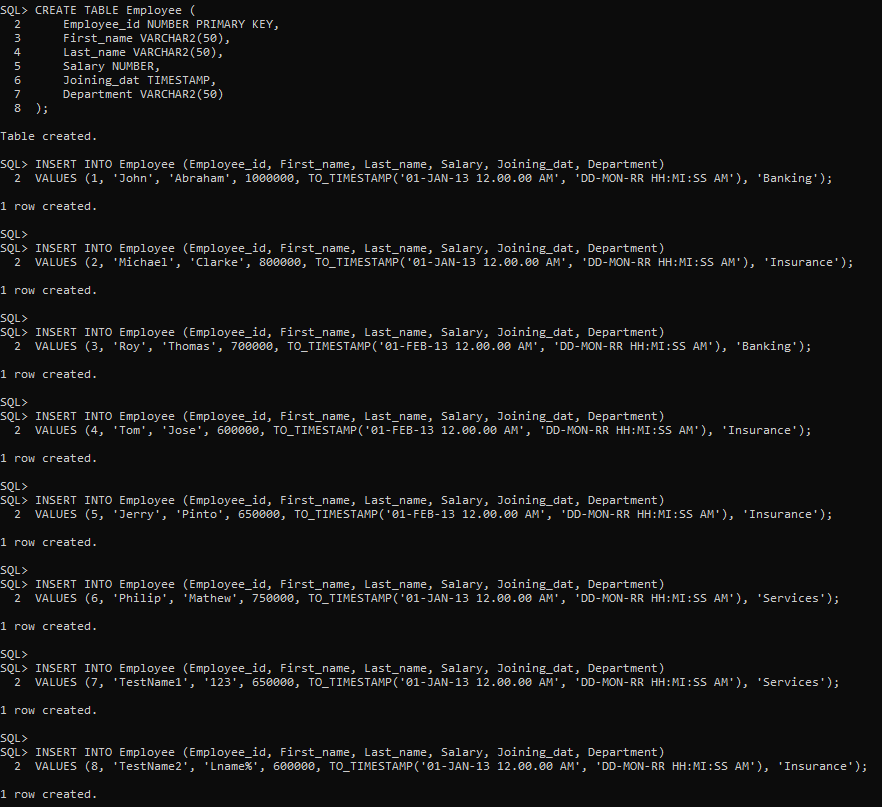 SQL> CREATE TABLE Employee (
  2      Employee_id NUMBER PRIMARY KEY,
  3      First_name VARCHAR2(50),
  4      Last_name VARCHAR2(50),
  5      Salary NUMBER,
  6      Joining_dat TIMESTAMP,
  7      Department VARCHAR2(50)
  8  );
Table created.
SQL> INSERT INTO Employee (Employee_id, First_name, Last_name, Salary, Joining_dat, Department)
  2  VALUES (1, 'John', 'Abraham', 1000000, TO_TIMESTAMP('01-JAN-13 12.00.00 AM', 'DD-MON-RR HH:MI:SS AM'), 'Banking');
1 row created.
SQL>
SQL> INSERT INTO Employee (Employee_id, First_name, Last_name, Salary, Joining_dat, Department)
  2  VALUES (2, 'Michael', 'Clarke', 800000, TO_TIMESTAMP('01-JAN-13 12.00.00 AM', 'DD-MON-RR HH:MI:SS AM'), 'Insurance');
1 row created.
SQL>
SQL> INSERT INTO Employee (Employee_id, First_name, Last_name, Salary, Joining_dat, Department)
  2  VALUES (3, 'Roy', 'Thomas', 700000, TO_TIMESTAMP('01-FEB-13 12.00.00 AM', 'DD-MON-RR HH:MI:SS AM'), 'Banking');
1 row created.
SQL>
SQL> INSERT INTO Employee (Employee_id, First_name, Last_name, Salary, Joining_dat, Department)
  2  VALUES (4, 'Tom', 'Jose', 600000, TO_TIMESTAMP('01-FEB-13 12.00.00 AM', 'DD-MON-RR HH:MI:SS AM'), 'Insurance');
1 row created.
SQL>
SQL> INSERT INTO Employee (Employee_id, First_name, Last_name, Salary, Joining_dat, Department)
  2  VALUES (5, 'Jerry', 'Pinto', 650000, TO_TIMESTAMP('01-FEB-13 12.00.00 AM', 'DD-MON-RR HH:MI:SS AM'), 'Insurance');
1 row created.
SQL>
SQL> INSERT INTO Employee (Employee_id, First_name, Last_name, Salary, Joining_dat, Department)
  2  VALUES (6, 'Philip', 'Mathew', 750000, TO_TIMESTAMP('01-JAN-13 12.00.00 AM', 'DD-MON-RR HH:MI:SS AM'), 'Services');
1 row created.
SQL>
SQL> INSERT INTO Employee (Employee_id, First_name, Last_name, Salary, Joining_dat, Department)
  2  VALUES (7, 'TestName1', '123', 650000, TO_TIMESTAMP('01-JAN-13 12.00.00 AM', 'DD-MON-RR HH:MI:SS AM'), 'Services');
1 row created.
SQL>
SQL> INSERT INTO Employee (Employee_id, First_name, Last_name, Salary, Joining_dat, Department)
  2  VALUES (8, 'TestName2', 'Lname%', 600000, TO_TIMESTAMP('01-JAN-13 12.00.00 AM', 'DD-MON-RR HH:MI:SS AM'), 'Insurance');
1 row created.